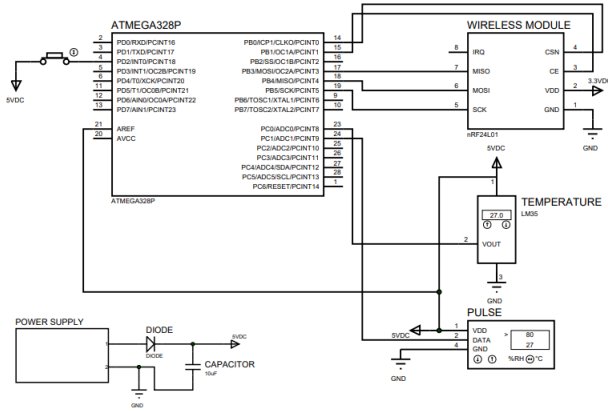 ATMEGA328P
2 PD0/RXD/PCINT16
3 PD1/TXD/PCINT17
4 PD2/INT0/PCINT18
5 PD3/INT1/OC2B/PCINT19
6 PD4/T0/XCK/PCINT20
11 PD5/T1/OC0B/PCINT21
12 PD6/AIN0/OC0A/PCINT22
13 PD7/AIN1/PCINT23
21 AREF
20 AVCC
PB0/ICP1/CLKO/PCINT0 14
PB1/OC1A/PCINT1 15
PB2/SS/OC1B/PCINT2 16
PB3/MOSI/OC2A/PCINT3 17
PB4/MISO/PCINT4 18
PB5/SCK/PCINT5 19
PB6/TOSC1/XTAL1/PCINT6 9
PB7/TOSC2/XTAL2/PCINT7 10
PC0/ADC0/PCINT8 23
PC1/ADC1/PCINT9 24
PC2/ADC2/PCINT10 25
PC3/ADC3/PCINT11 26
PC4/ADC4/SDA/PCINT12 27
PC5/ADC5/SCL/PCINT13 28
PC6/RESET/PCINT14 1
ATMEGA328P
5VDC
WIRELESS MODULE
8 IRQ
7 MISO
6 MOSI
5 SCK
CSN 4
CE 3
VDD 2
GND 1
3.3VDC
GND
nRF24L01
5VDC
1
TEMPERATURE
LM35
27.0
2 VOUT
3
GND
PULSE
5VDC
1 VDD
2 DATA
4 GND
> 80
27
%RH °C
GND
POWER SUPPLY
1
2
DIODE
DIODE
5VDC
CAPACITOR
10uF
GND